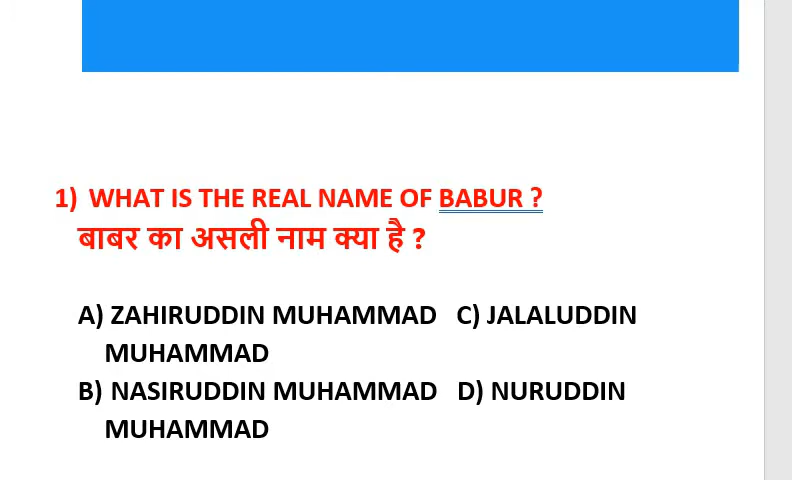 1) WHAT IS THE REAL NAME OF BABUR ?
बाबर का असली नाम क्या है ?
A) ZAHIRUDDIN MUHAMMAD C) JALALUDDIN
MUHAMMAD
B) NASIRUDDIN MUHAMMAD D) NURUDDIN
MUHAMMAD